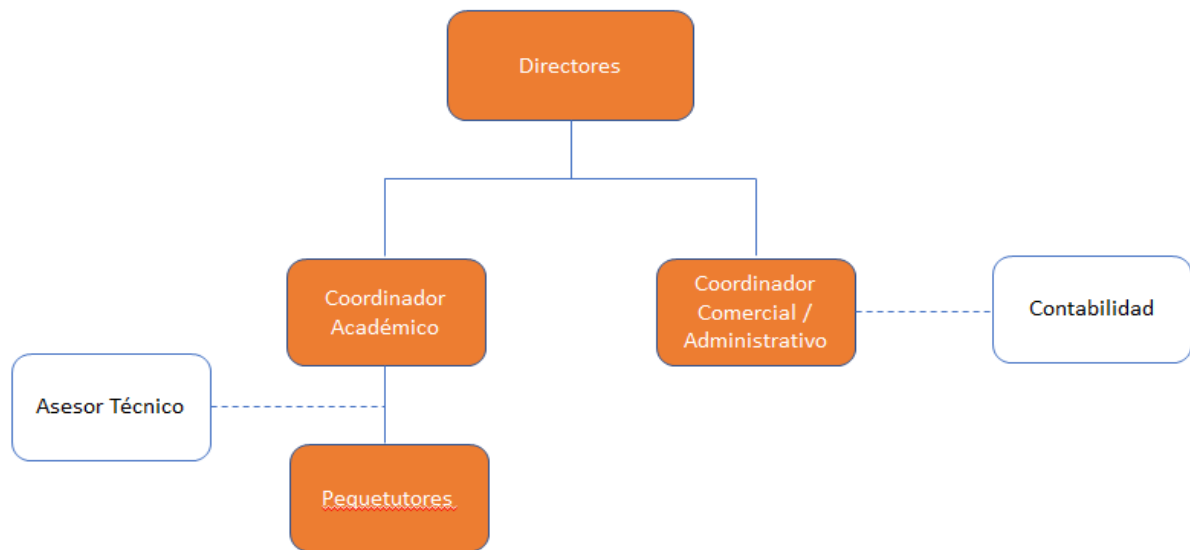 Directores
Coordinador
Académico
Coordinador
Comercial /
Administrativo
Contabilidad
Asesor Técnico
Pequetutores